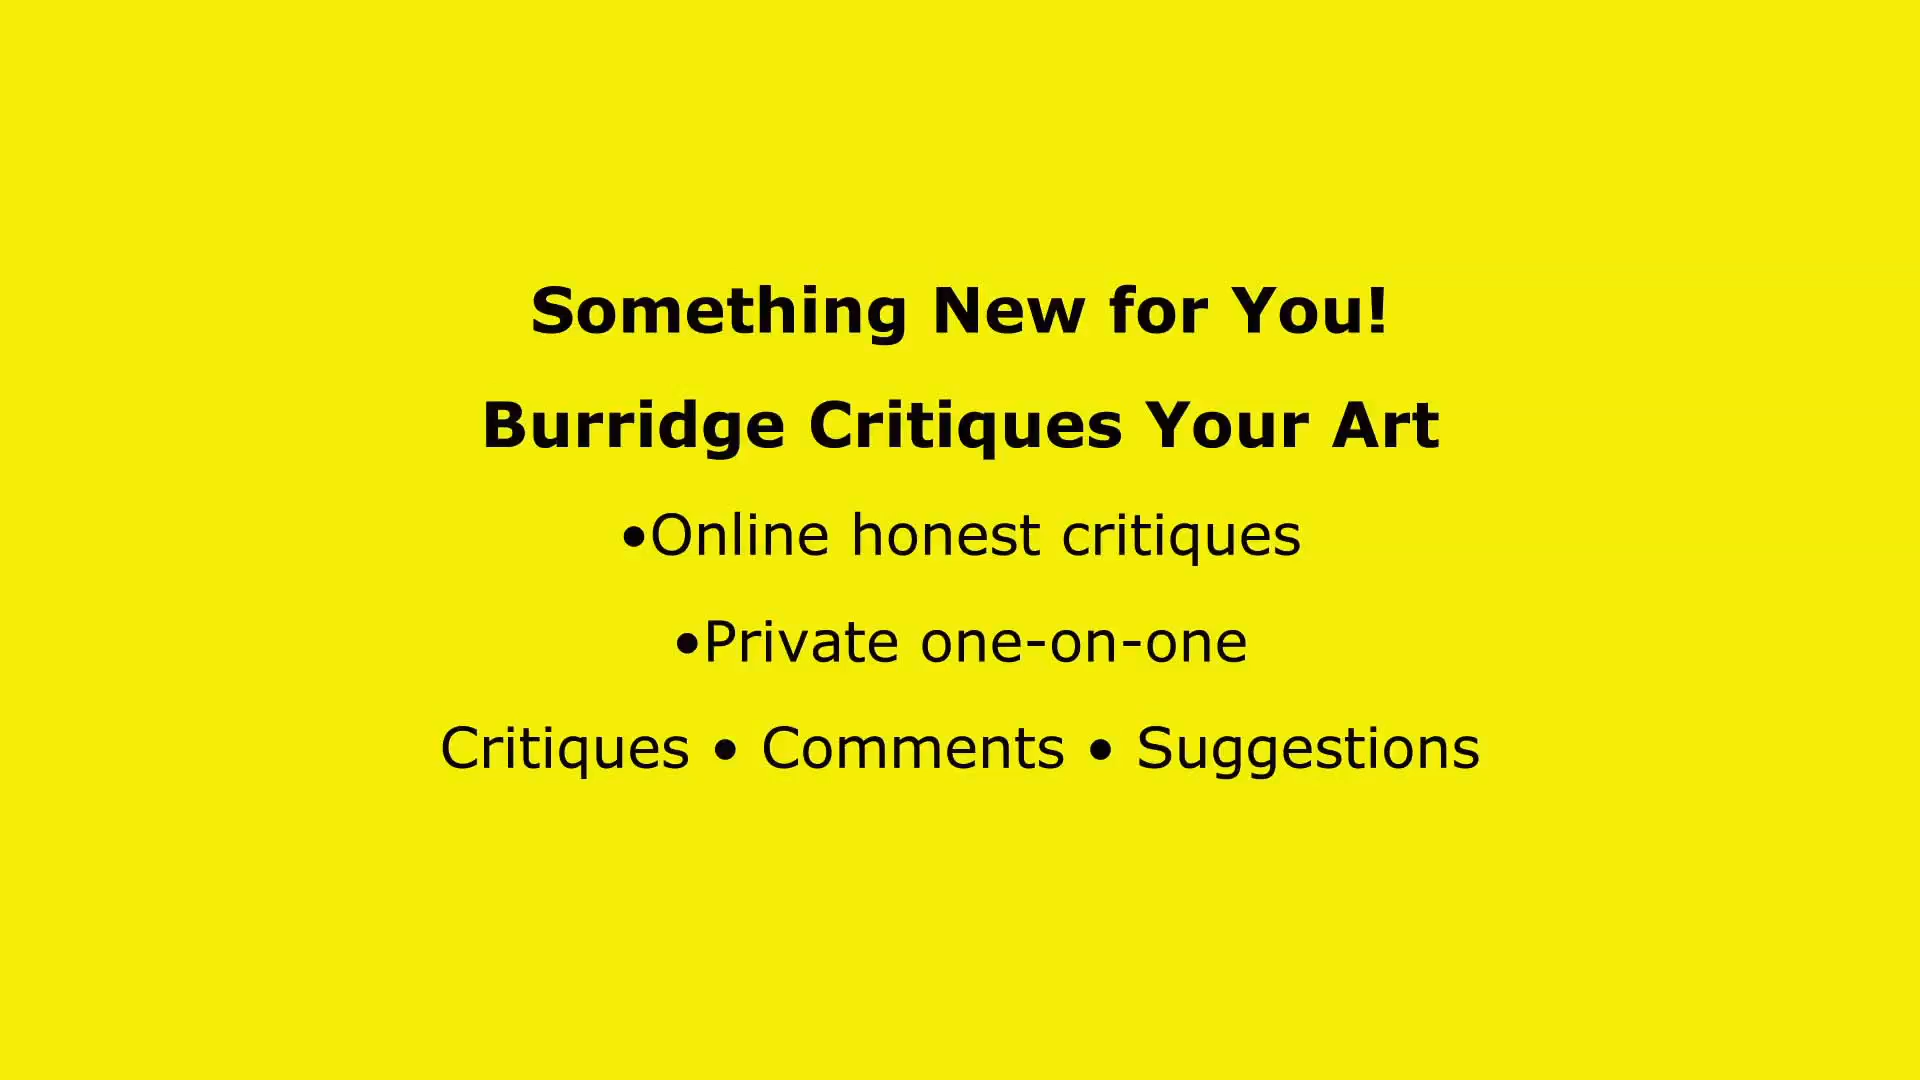 Something New for You!
Burridge Critiques Your Art
•Online honest critiques
•Private one-on-one
Critiques • Comments • Suggestions